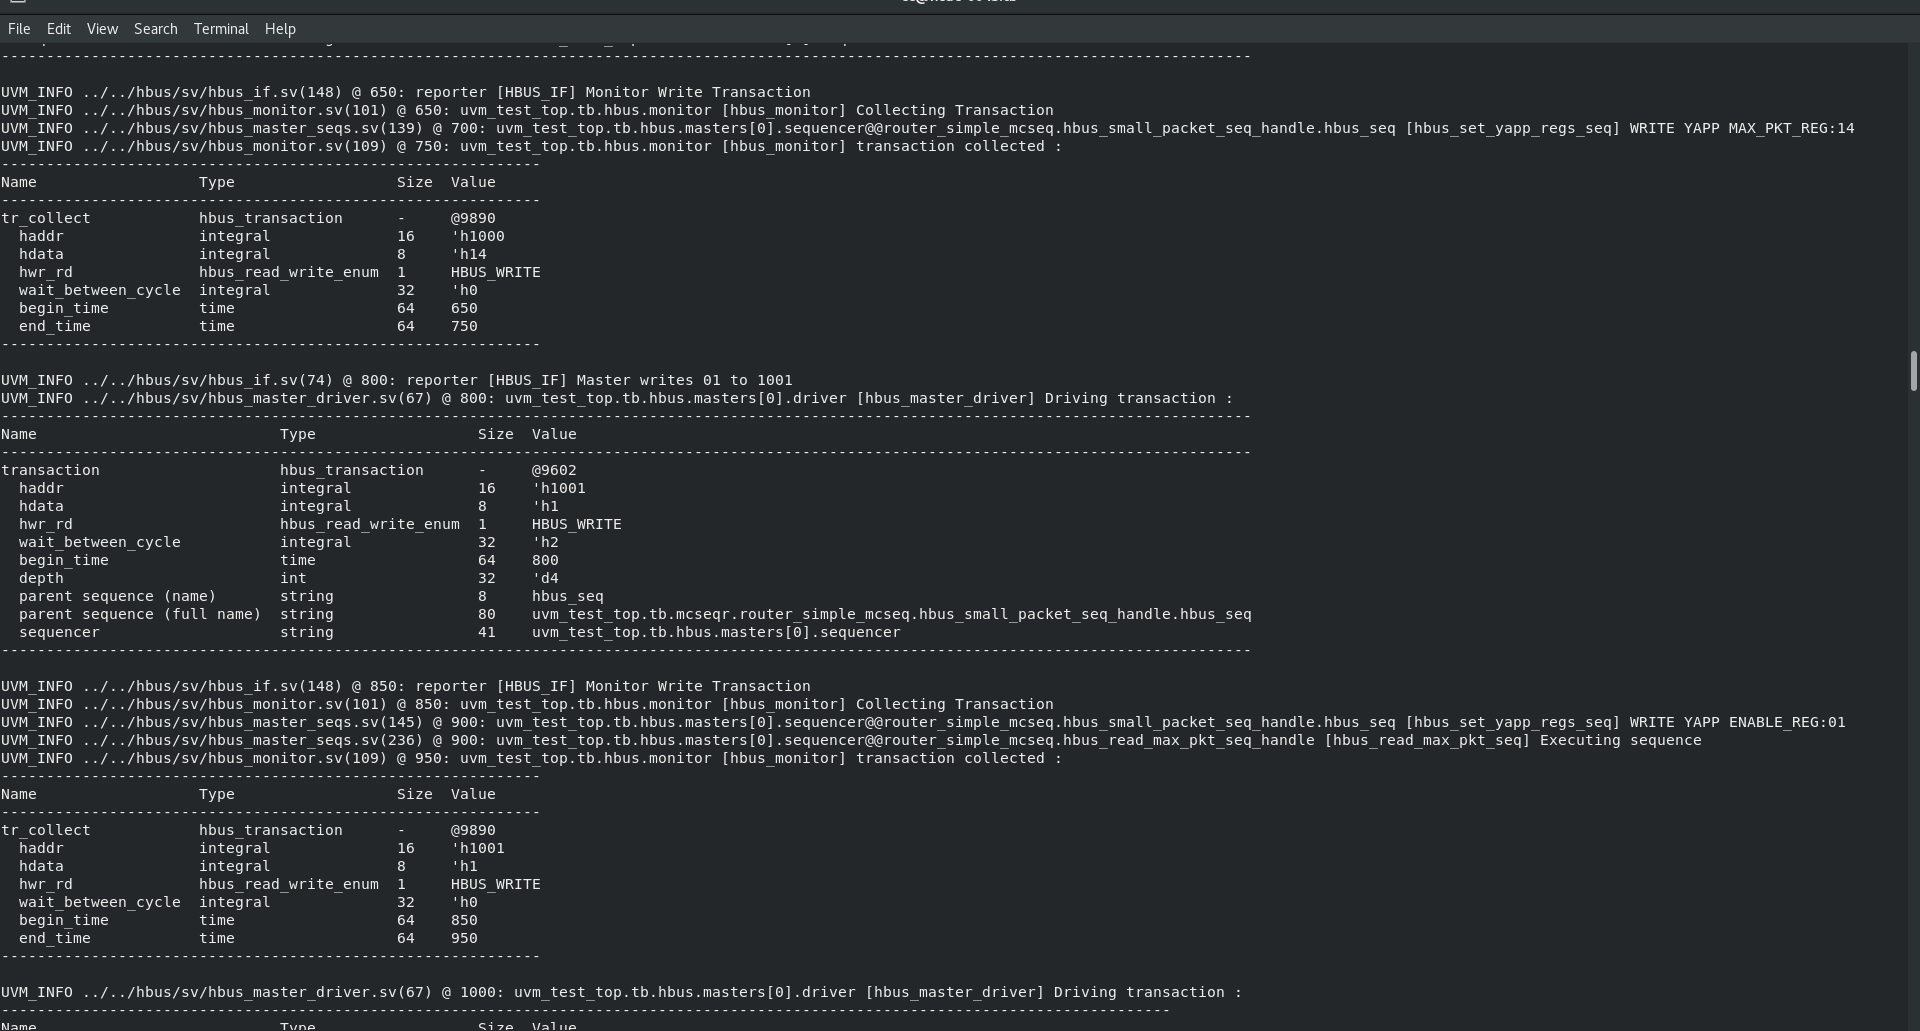 File Edit View Search Terminal Help
--------------------------------------------------------------------------------------------------------------------------------------------
UVM_INFO ../../hbus/sv/hbus_if.sv(148) @ 650: reporter [HBUS_IF] Monitor Write Transaction
UVM_INFO ../../hbus/sv/hbus_monitor.sv(101) @ 650: uvm_test_top.tb.hbus.monitor [hbus_monitor] Collecting Transaction
UVM_INFO ../../hbus/sv/hbus_master_seqs.sv(139) @ 700: uvm_test_top.tb.hbus.masters[0].sequencer@@router_simple_mcseq.hbus_small_packet_seq_handle.hbus_seq [hbus_set_yapp_regs_seq] WRITE YAPP MAX_PKT_REG:14
UVM_INFO ../../hbus/sv/hbus_monitor.sv(109) @ 750: uvm_test_top.tb.hbus.monitor [hbus_monitor] transaction collected :
------------------------------------------------------------
Name                  Type                  Size  Value
------------------------------------------------------------
tr_collect            hbus_transaction      -     @9890
  haddr               integral              16    'h1000
  hdata               integral              8     'h14
  hwr_rd              hbus_read_write_enum  1     HBUS_WRITE
  wait_between_cycle  integral              32    'h0
  begin_time          time                  64    650
  end_time            time                  64    750
------------------------------------------------------------
UVM_INFO ../../hbus/sv/hbus_if.sv(74) @ 800: reporter [HBUS_IF] Master writes 01 to 1001
UVM_INFO ../../hbus/sv/hbus_master_driver.sv(67) @ 800: uvm_test_top.tb.hbus.masters[0].driver [hbus_master_driver] Driving transaction :
-------------------------------------------------------------------------------------------------------------------------------------------
Name                           Type                  Size  Value
-------------------------------------------------------------------------------------------------------------------------------------------
transaction                    hbus_transaction      -     @9602
  haddr                        integral              16    'h1001
  hdata                        integral              8     'h1
  hwr_rd                       hbus_read_write_enum  1     HBUS_WRITE
  wait_between_cycle           integral              32    'h2
  begin_time                   time                  64    800
  depth                        int                   32    'd4
  parent sequence (name)       string                8     hbus_seq
  parent sequence (full name)  string                80    uvm_test_top.tb.mcseqr.router_simple_mcseq.hbus_small_packet_seq_handle.hbus_seq
  sequencer                    string                41    uvm_test_top.tb.hbus.masters[0].sequencer
-------------------------------------------------------------------------------------------------------------------------------------------
UVM_INFO ../../hbus/sv/hbus_if.sv(148) @ 850: reporter [HBUS_IF] Monitor Write Transaction
UVM_INFO ../../hbus/sv/hbus_monitor.sv(101) @ 850: uvm_test_top.tb.hbus.monitor [hbus_monitor] Collecting Transaction
UVM_INFO ../../hbus/sv/hbus_master_seqs.sv(145) @ 900: uvm_test_top.tb.hbus.masters[0].sequencer@@router_simple_mcseq.hbus_small_packet_seq_handle.hbus_seq [hbus_set_yapp_regs_seq] WRITE YAPP ENABLE_REG:01
UVM_INFO ../../hbus/sv/hbus_master_seqs.sv(236) @ 900: uvm_test_top.tb.hbus.masters[0].sequencer@@router_simple_mcseq.hbus_read_max_pkt_seq_handle [hbus_read_max_pkt_seq] Executing sequence
UVM_INFO ../../hbus/sv/hbus_monitor.sv(109) @ 950: uvm_test_top.tb.hbus.monitor [hbus_monitor] transaction collected :
------------------------------------------------------------
Name                  Type                  Size  Value
------------------------------------------------------------
tr_collect            hbus_transaction      -     @9890
  haddr               integral              16    'h1001
  hdata               integral              8     'h1
  hwr_rd              hbus_read_write_enum  1     HBUS_WRITE
  wait_between_cycle  integral              32    'h0
  begin_time          time                  64    850
  end_time            time                  64    950
------------------------------------------------------------
UVM_INFO ../../hbus/sv/hbus_master_driver.sv(67) @ 1000: uvm_test_top.tb.hbus.masters[0].driver [hbus_master_driver] Driving transaction :
----------------------------------------------------------------------------------------------------------------------------------
Name                           Type                  Size  Value